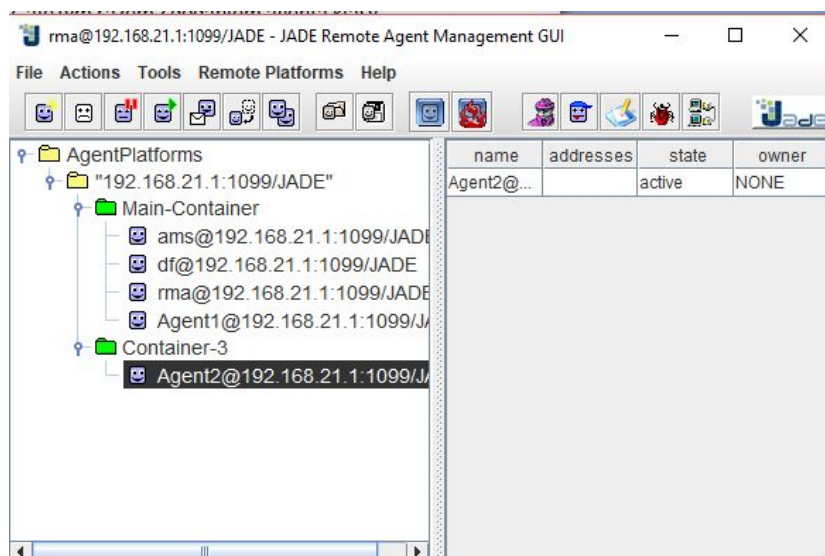 rma@192.168.21.1:1099/JADE - JADE Remote Agent Management GUI
File Actions Tools Remote Platforms Help
Jade
AgentPlatforms
"192.168.21.1:1099/JADE"
Main-Container
ams@192.168.21.1:1099/JADE
df@192.168.21.1:1099/JADE
rma@192.168.21.1:1099/JADE
Agent1@192.168.21.1:1099/J
Container-3
Agent2@192.168.21.1:1099/J
name addresses state owner
Agent2@... active NONE